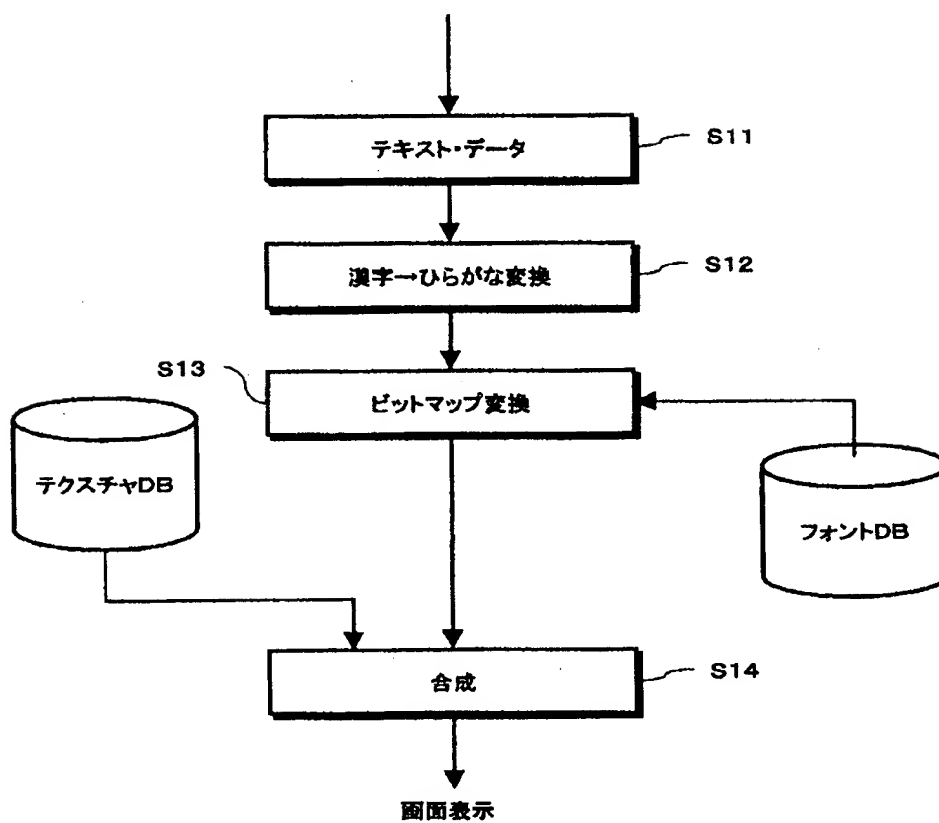 テキスト・データ
S11
漢字→ひらがな変換
S12
S13
ビットマップ変換
テクスチャDB
フォントDB
合成
S14
画面表示